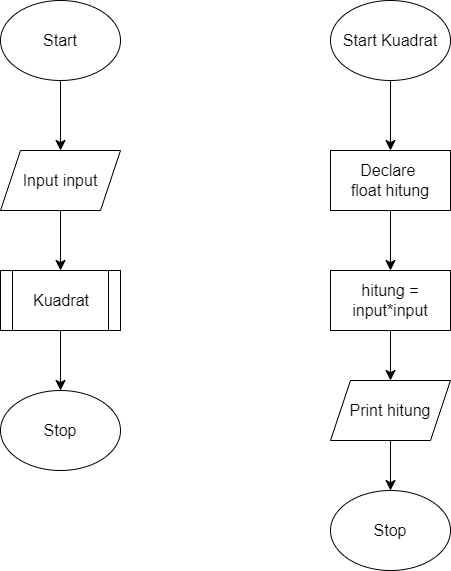 Start
Input input
Kuadrat
Stop
Start Kuadrat
Declare
float hitung
hitung =
input*input
Print hitung
Stop